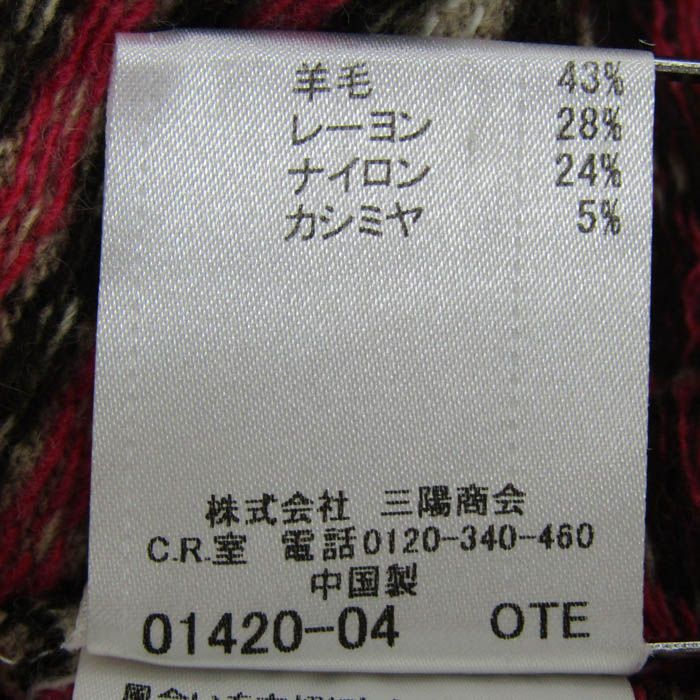 羊毛 43%
レーヨン 28%
ナイロン 24%
カシミヤ 5%
株式会社 三陽商会
C.R.室 電話0120-340-460
中国製
01420-04 OTE